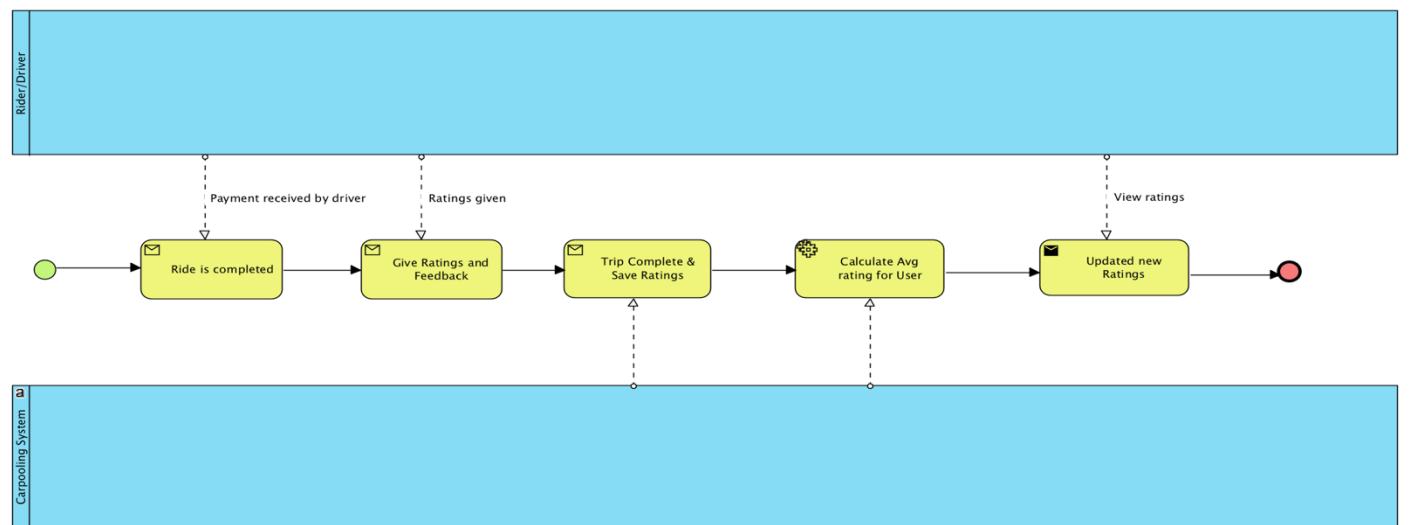 Rider/Driver
Payment received by driver
Ratings given
View ratings
Ride is completed
Give Ratings and
Feedback
Trip Complete &
Save Ratings
Calculate Avg
rating for User
Updated new
Ratings
a
Carpooling System